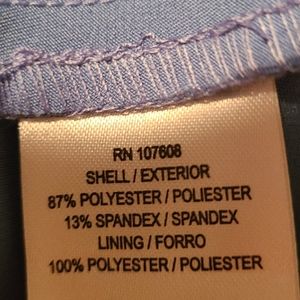 RN 107608
SHELL / EXTERIOR
87% POLYESTER / POLIESTER
13% SPANDEX / SPANDEX
LINING / FORRO
100% POLYESTER / POLIESTER